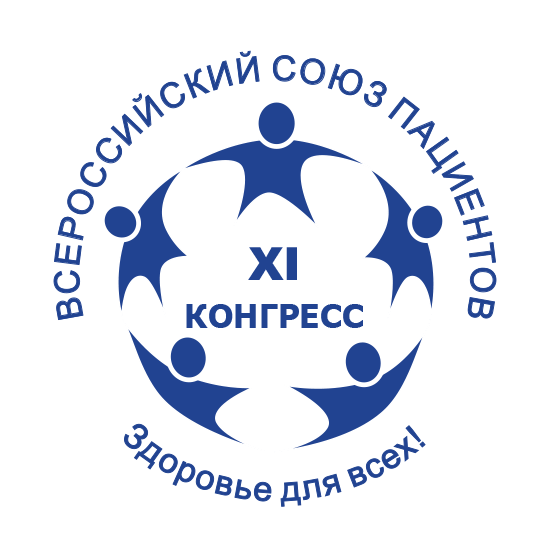 ВСЕРОССИЙСКИЙ СОЮЗ ПАЦИЕНТОВ
XI
КОНГРЕСС
Здоровье для всех!